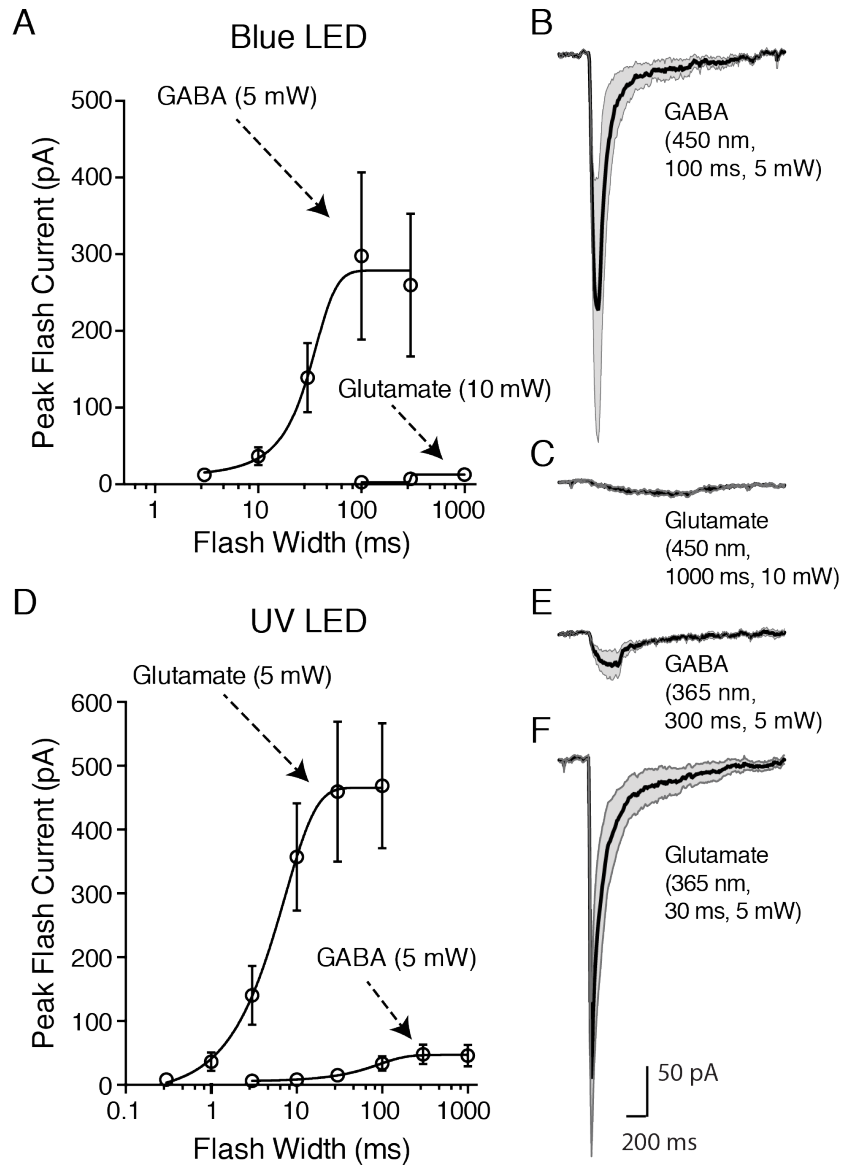 A
Blue LED
GABA (5 mW)
500
400
300
200
100
0
Peak Flash Current (pA)
Glutamate (10 mW)
1
10
100
1000
Flash Width (ms)
B
GABA
(450 nm,
100 ms, 5 mW)
C
Glutamate
(450 nm,
1000 ms, 10 mW)
D
UV LED
Glutamate (5 mW)
600
500
400
300
200
100
0
Peak Flash Current (pA)
GABA (5 mW)
0.1
1
10
100
1000
Flash Width (ms)
E
GABA
(365 nm,
300 ms, 5 mW)
F
Glutamate
(365 nm,
30 ms, 5 mW)
50 pA
200 ms